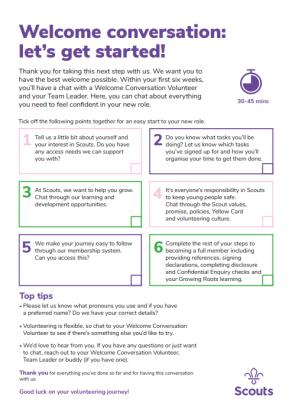 Welcome conversation:
let's get started!
Thank you for taking this next step with us. We want you to
have the best welcome possible. Within your first six weeks,
you'll have a chat with a Welcome Conversation Volunteer
and your Team Leader. Here, you can chat about everything
you need to feel confident in your new role.
30-45 mins
Tick off the following points together for an easy start to your new role.
1 Tell us a little bit about yourself and
your interest in Scouts. Do you have
any access needs we can support
you with?
2 Do you know what tasks you'll be
doing? Let us know which tasks
you've signed up for and how you'll
organise your time to get them done.
3 At Scouts, we want to help you grow.
Chat through our learning and
development opportunities.
4 It's everyone's responsibility in Scouts
to keep young people safe.
Chat through the Scout values,
promise, policies, Yellow Card
and volunteering culture.
5 We make your journey easy to follow
through our membership system.
Can you access this?
6 Complete the rest of your steps to
becoming a full member including
providing references, signing
declarations, completing disclosure
and Confidential Enquiry checks and
your Growing Roots learning.
Top tips
• Please let us know what pronouns you use and if you have
a preferred name? Do we have your correct details?
• Volunteering is flexible, so chat to your Welcome Conversation
Volunteer to see if there's something else you'd like to try.
• We'd love to hear from you. If you have any questions or just want
to chat, reach out to your Welcome Conversation Volunteer,
Team Leader or buddy (if you have one).
Thank you for everything you've done so far and for having this conversation
with us.
Good luck on your volunteering journey!
Scouts